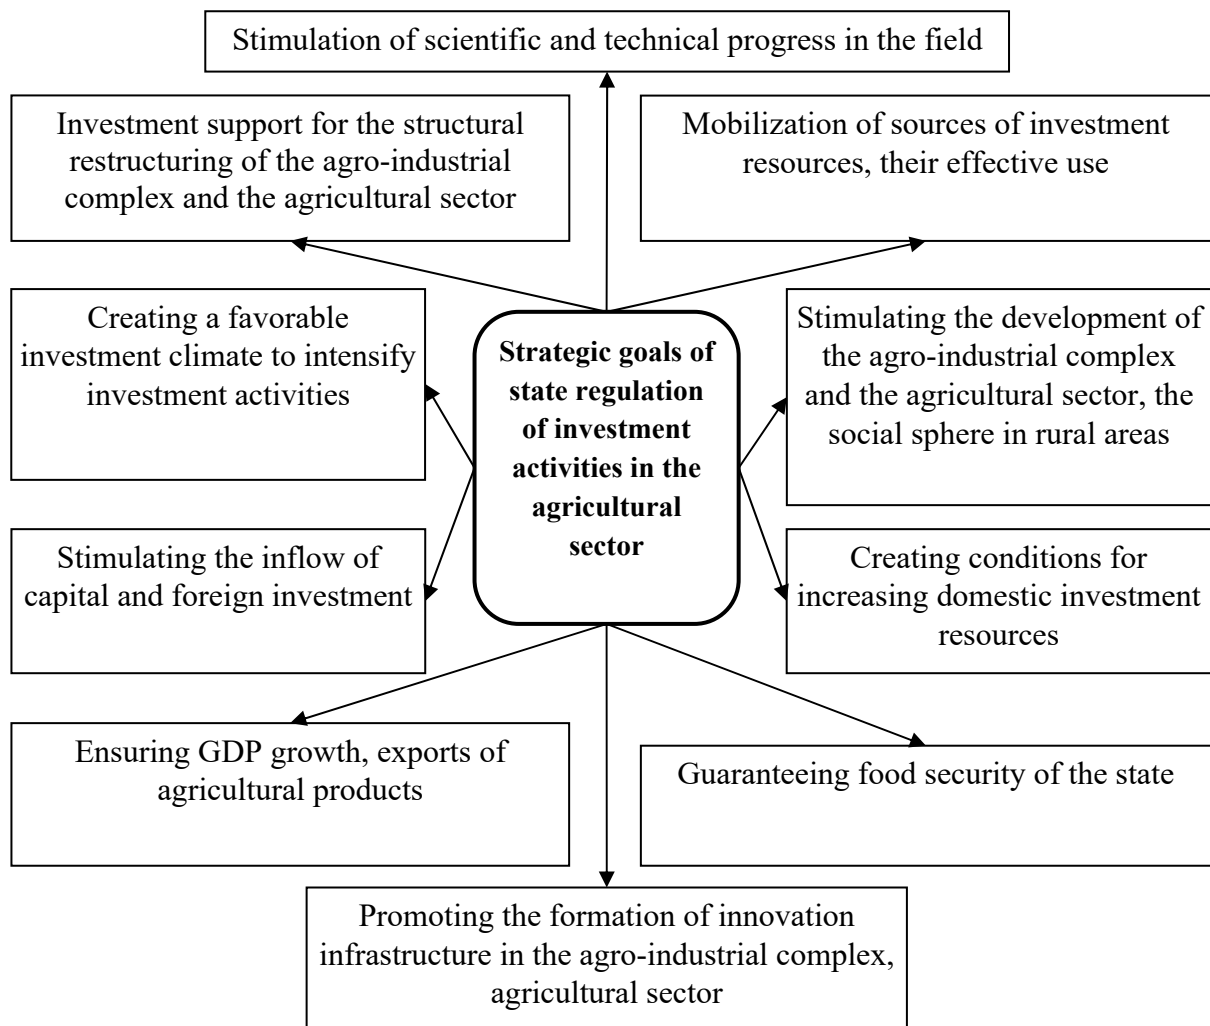 Stimulation of scientific and technical progress in the field
Investment support for the structural
restructuring of the agro-industrial
complex and the agricultural sector
Mobilization of sources of investment
resources, their effective use
Creating a favorable
investment climate to intensify
investment activities
Strategic goals of
state regulation
of investment
activities in the
agricultural
sector
Stimulating the development of
the agro-industrial complex
and the agricultural sector, the
social sphere in rural areas
Stimulating the inflow of
capital and foreign investment
Creating conditions for
increasing domestic investment
resources
Ensuring GDP growth, exports of
agricultural products
Guaranteeing food security of the state
Promoting the formation of innovation
infrastructure in the agro-industrial complex,
agricultural sector